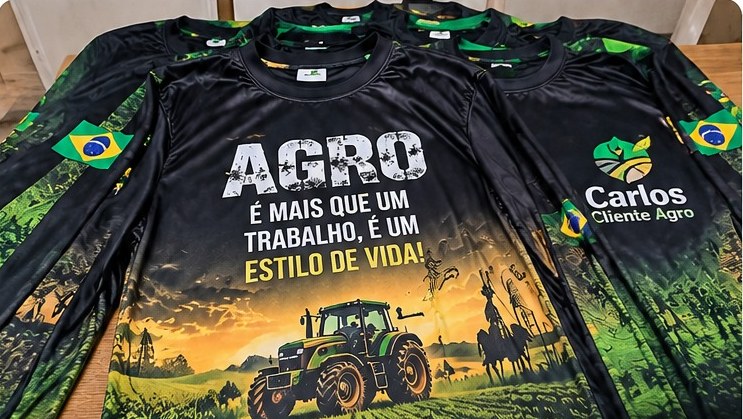 AGRO
É MAIS QUE UM
TRABALHO, É UM
ESTILO DE VIDA!
Carlos
Cliente Agro